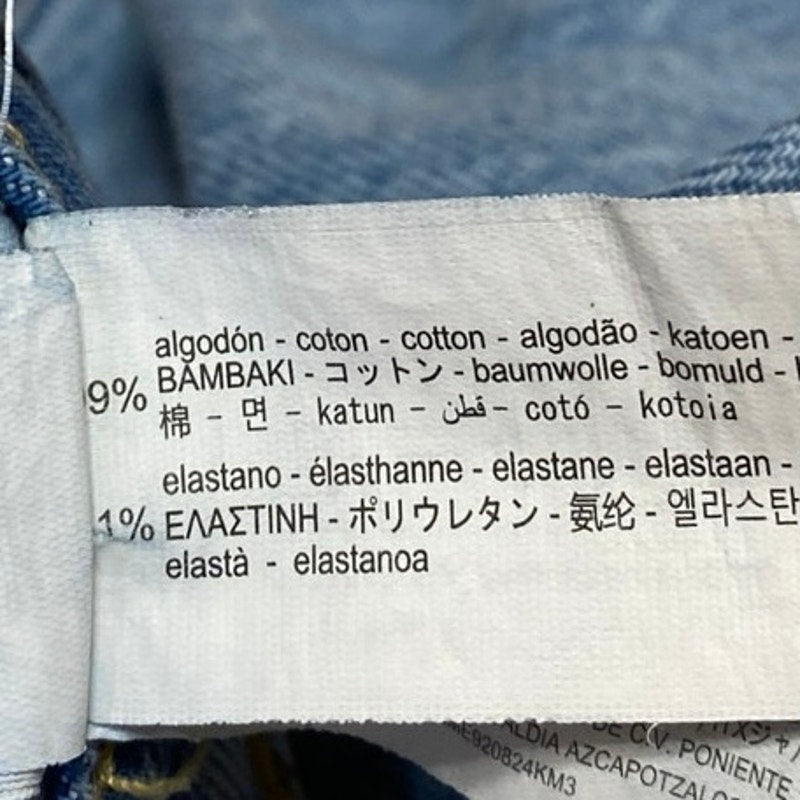 algodón - coton - cotton - algodão - katoen -
9% BAMBAKI - コットン - baumwolle - bomuld -
棉 - 면 - katun - قطن - cotó - kotoia
elastano - élasthanne - elastane - elastaan -
1% ΕΛΑΣΤΙΝΗ - ポリウレタン - 氨纶 - 엘라스탄
elastà - elastanoa
DE C.V. PONIENTE
ALDIA AZCAPOTZALC
E920824KM3